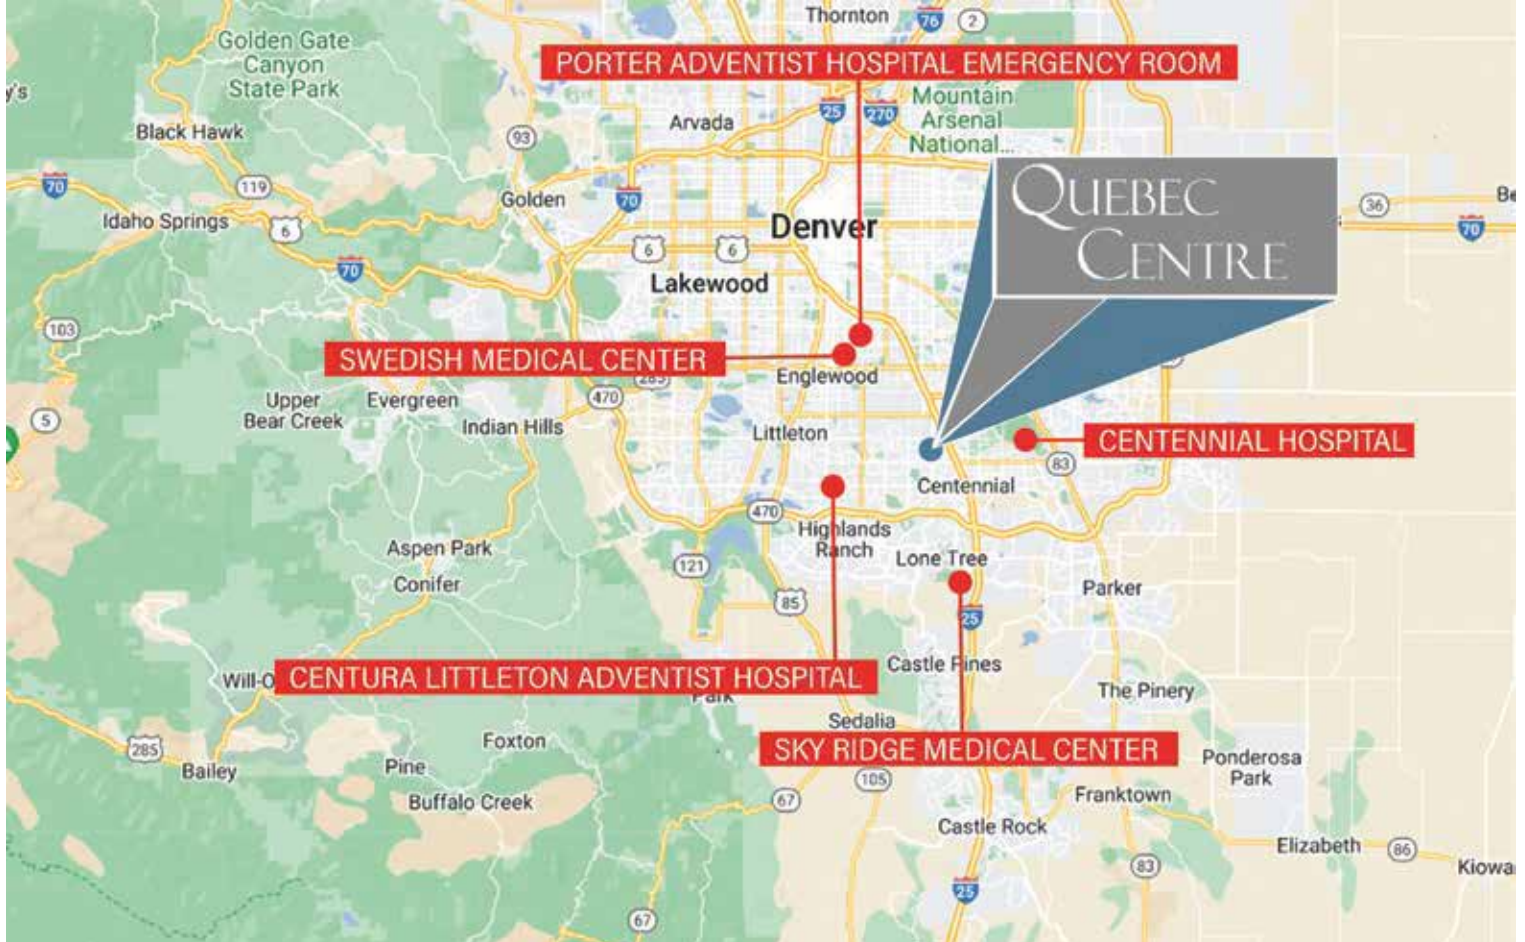 Thornton
76
2
Golden Gate
Canyon
State Park
PORTER ADVENTIST HOSPITAL EMERGENCY ROOM
y's
Mountain
Arsenal
National...
25
270
Arvada
Black Hawk
93
70
119
Golden
70
QUEBEC
CENTRE
36
Be
70
Idaho Springs
6
Denver
6
6
70
Lakewood
103
SWEDISH MEDICAL CENTER
285
Englewood
Upper
Bear Creek
Evergreen
470
5
Indian Hills
Littleton
CENTENNIAL HOSPITAL
83
Centennial
470
Highlands
Ranch
Aspen Park
Lone Tree
121
Conifer
Parker
85
25
Castle Pines
Will-O
CENTURA LITTLETON ADVENTIST HOSPITAL
Park
The Pinery
Sedalia
Foxton
285
SKY RIDGE MEDICAL CENTER
Bailey
Pine
Ponderosa
Park
105
Buffalo Creek
67
Franktown
Castle Rock
Elizabeth
86
83
Kiowa
25
67